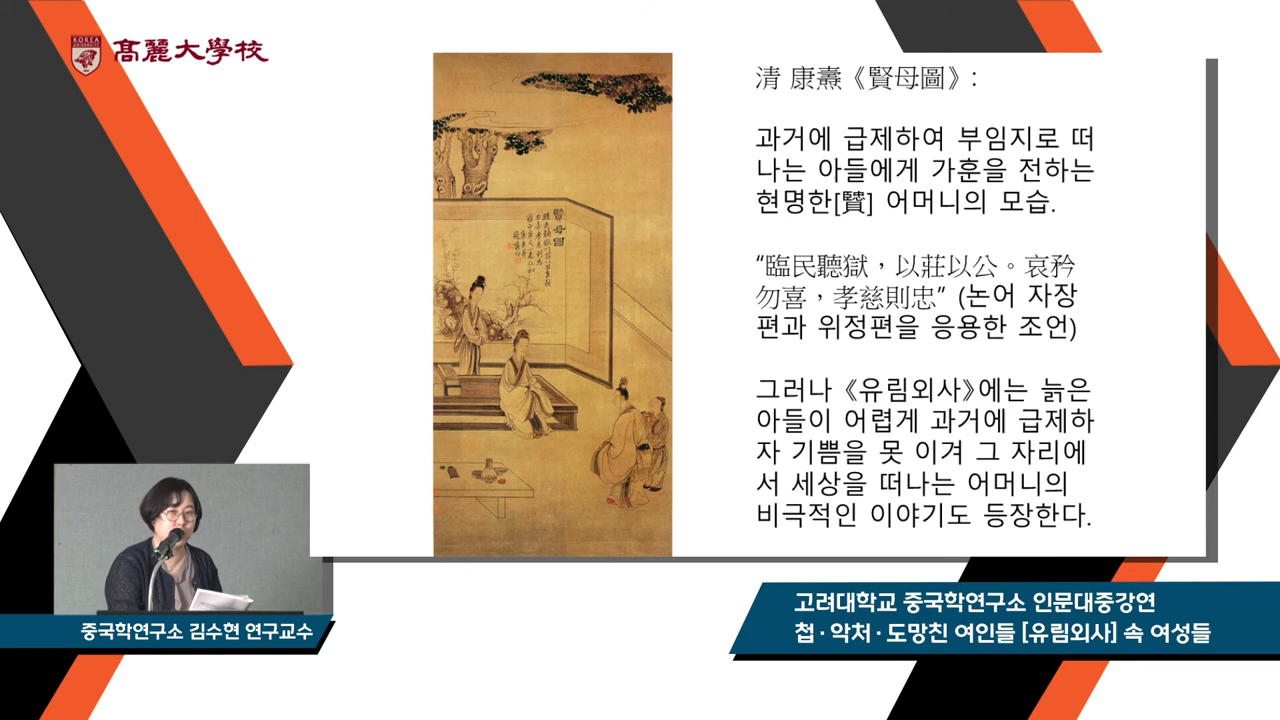 KOREA
UNIVERSITY
高麗大學校
清 康燾《賢母圖》:
과거에 급제하여 부임지로 떠
나는 아들에게 가훈을 전하는
현명한[賢] 어머니의 모습.
“臨民聽獄，以莊以公。哀矜
勿喜，孝慈則忠” (논어 자장
편과 위정편을 응용한 조언)
그러나 《유림외사》에는 늙은
아들이 어렵게 과거에 급제하
자 기쁨을 못 이겨 그 자리에
서 세상을 떠나는 어머니의
비극적인 이야기도 등장한다.
賢母圖
중국학연구소 김수현 연구교수
고려대학교 중국학연구소 인문대중강연
첩·악처·도망친 여인들 [유림외사] 속 여성들